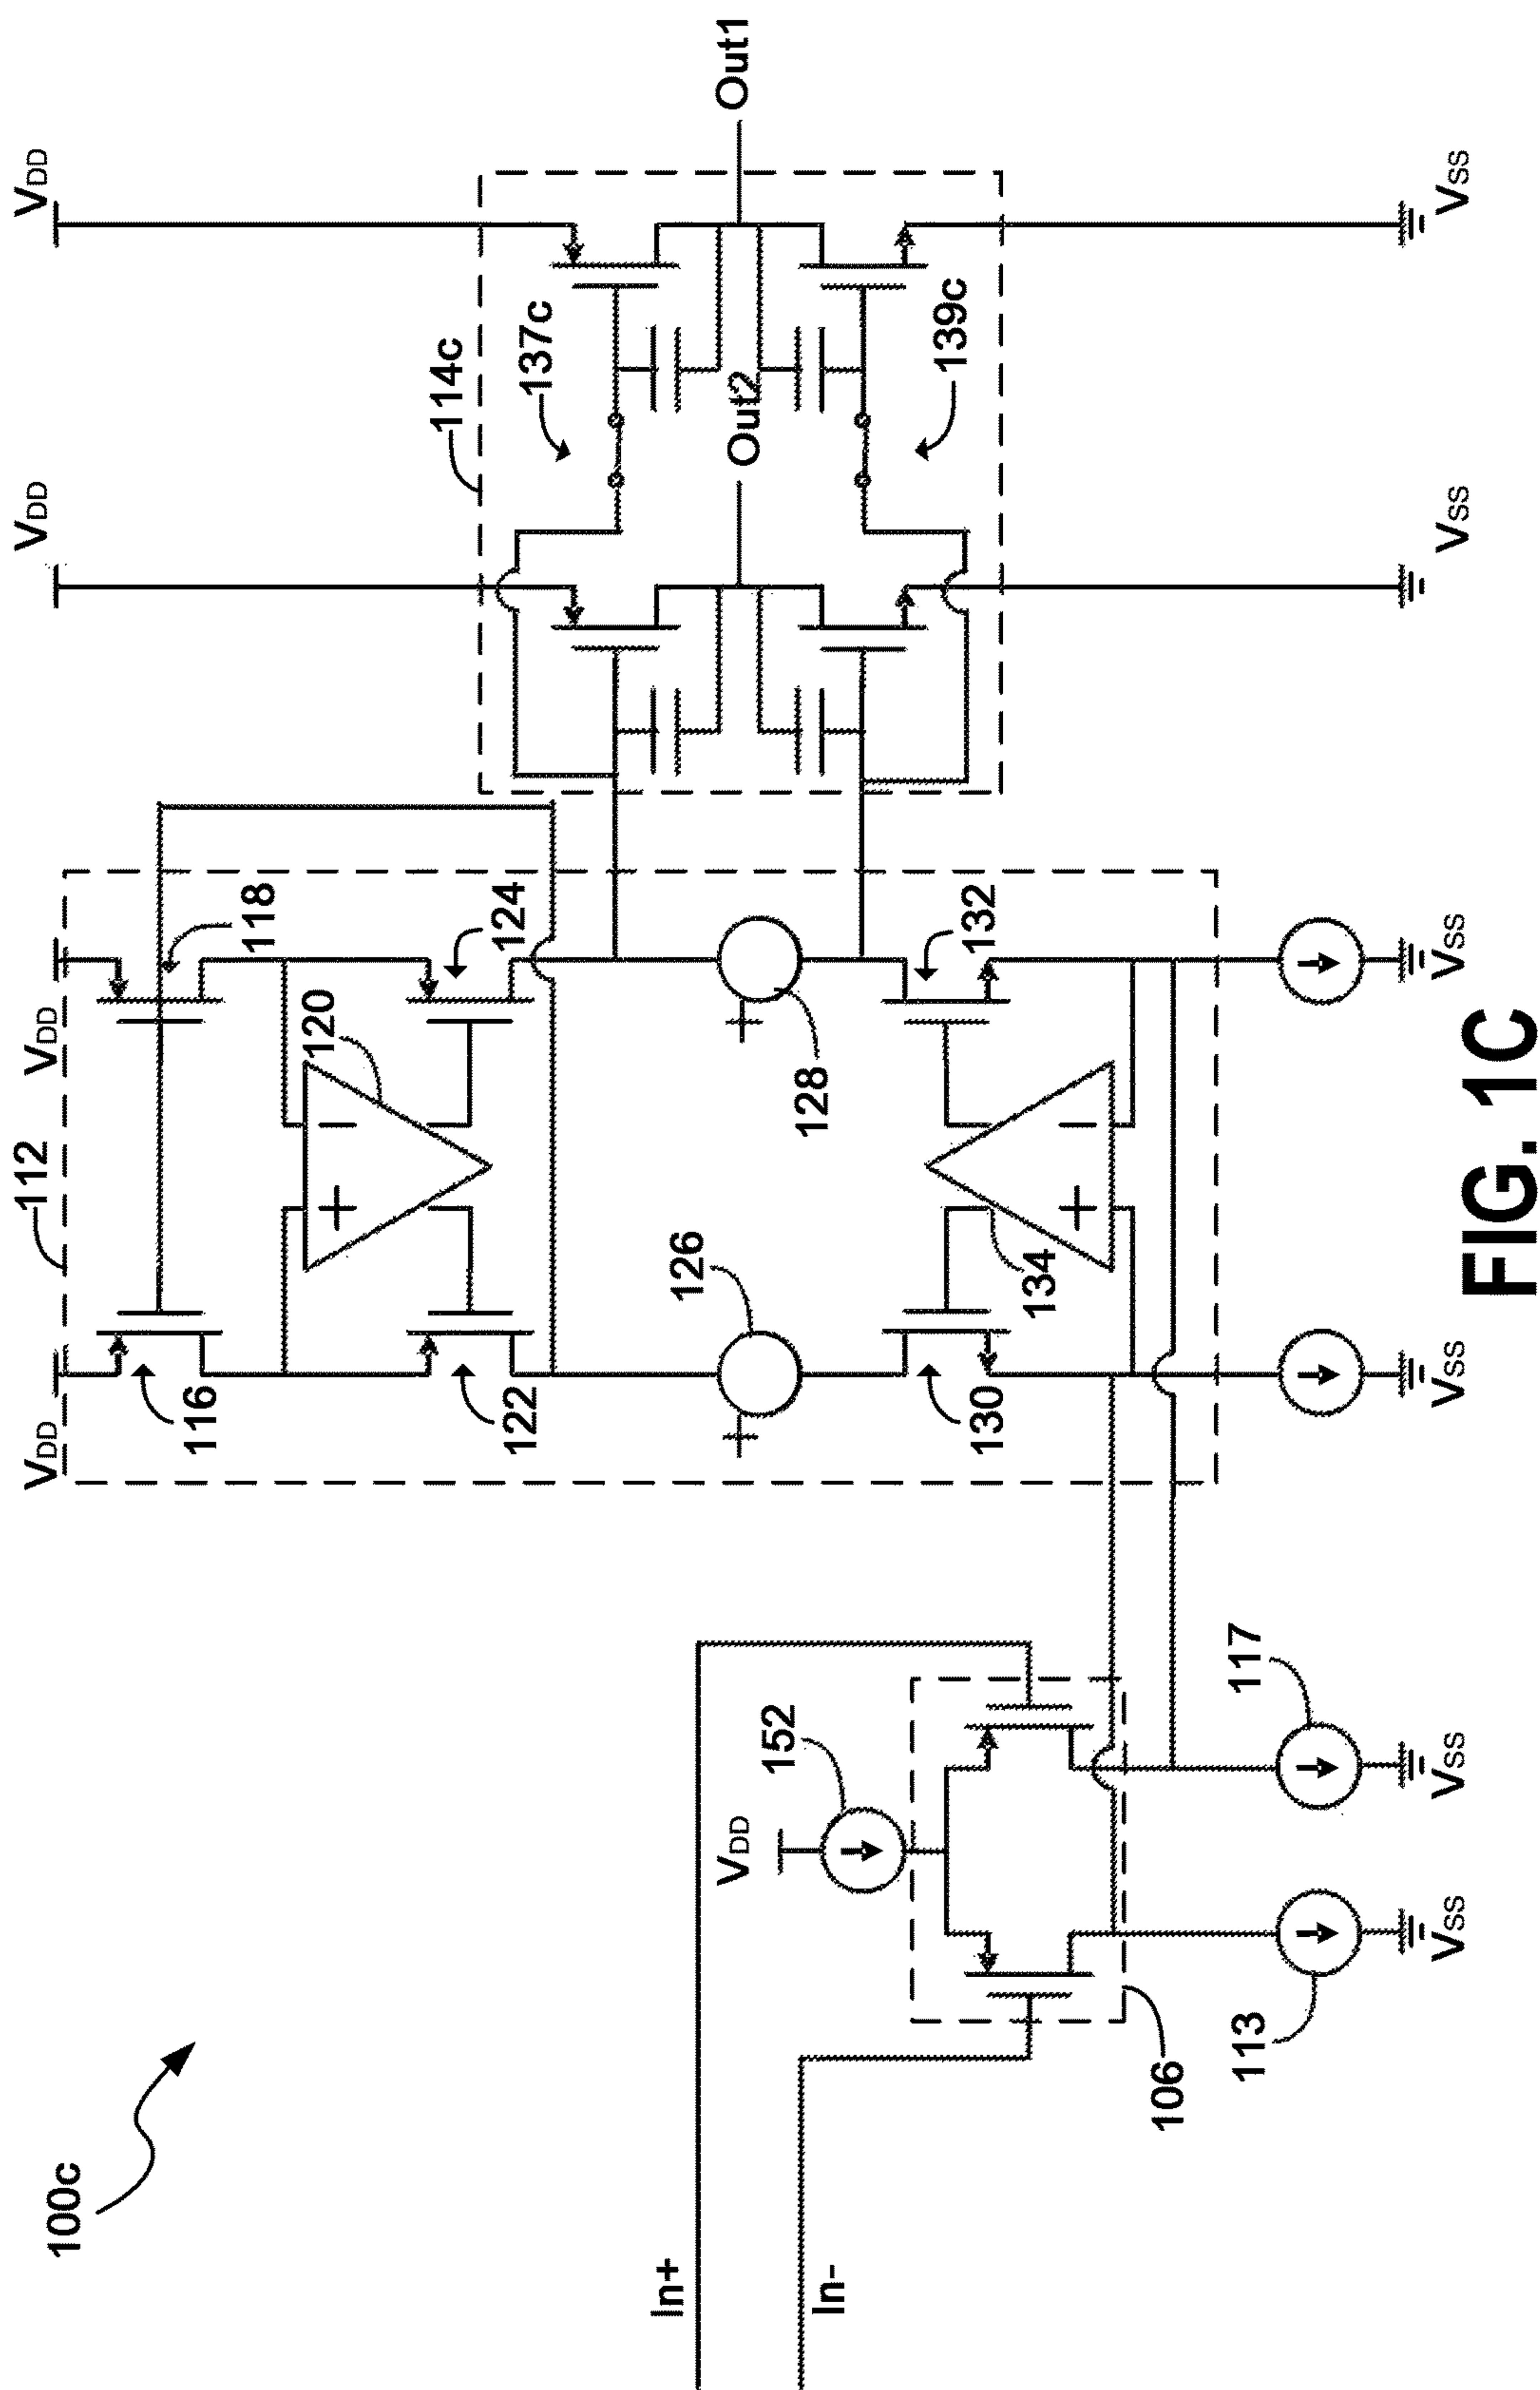 100c
In+
In-
106
152
VDD
113
VSS
117
VSS
112
VDD
VDD
116
118
120
122
124
126
128
130
132
134
VSS
VSS
114c
VDD
VDD
137c
139c
Out2
Out1
VSS
VSS
FIG. 1C